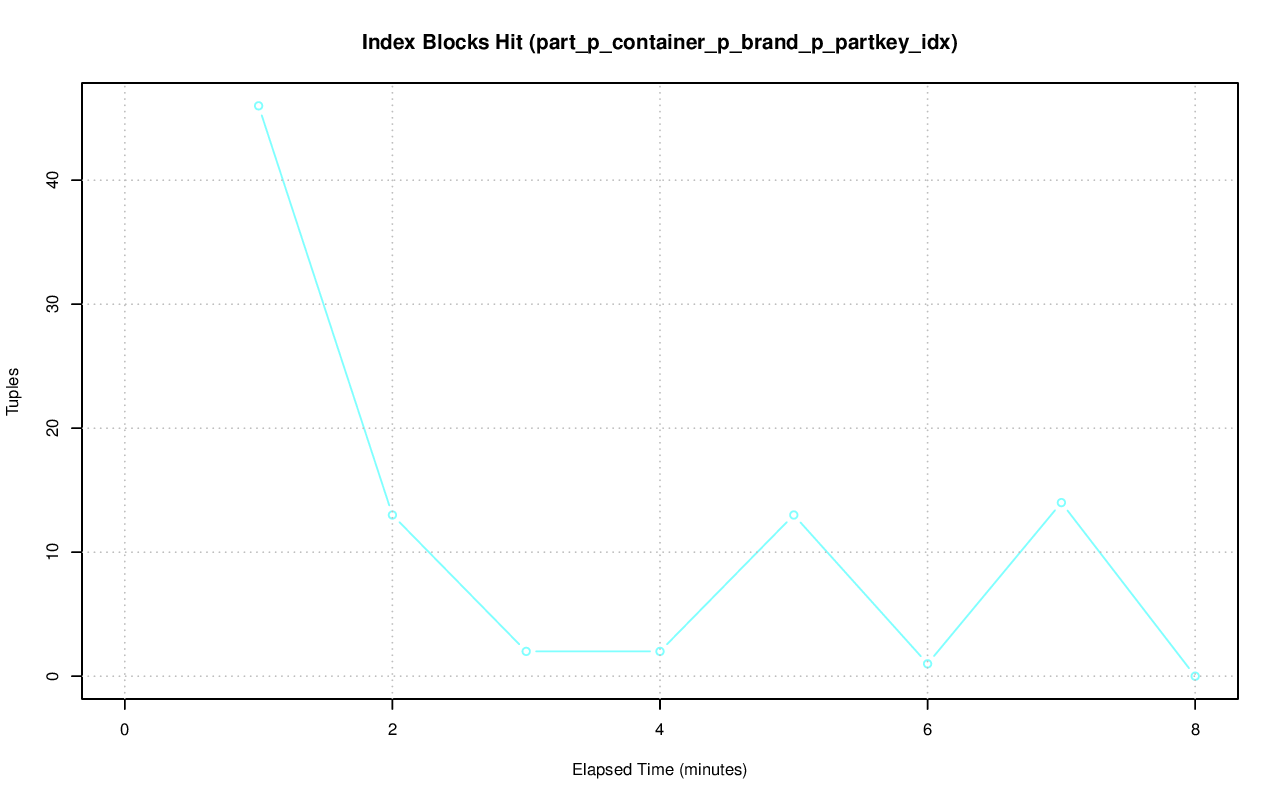 Index Blocks Hit (part_p_container_p_brand_p_partkey_idx)
Tuples
40
30
20
10
0
0 2 4 6 8
Elapsed Time (minutes)